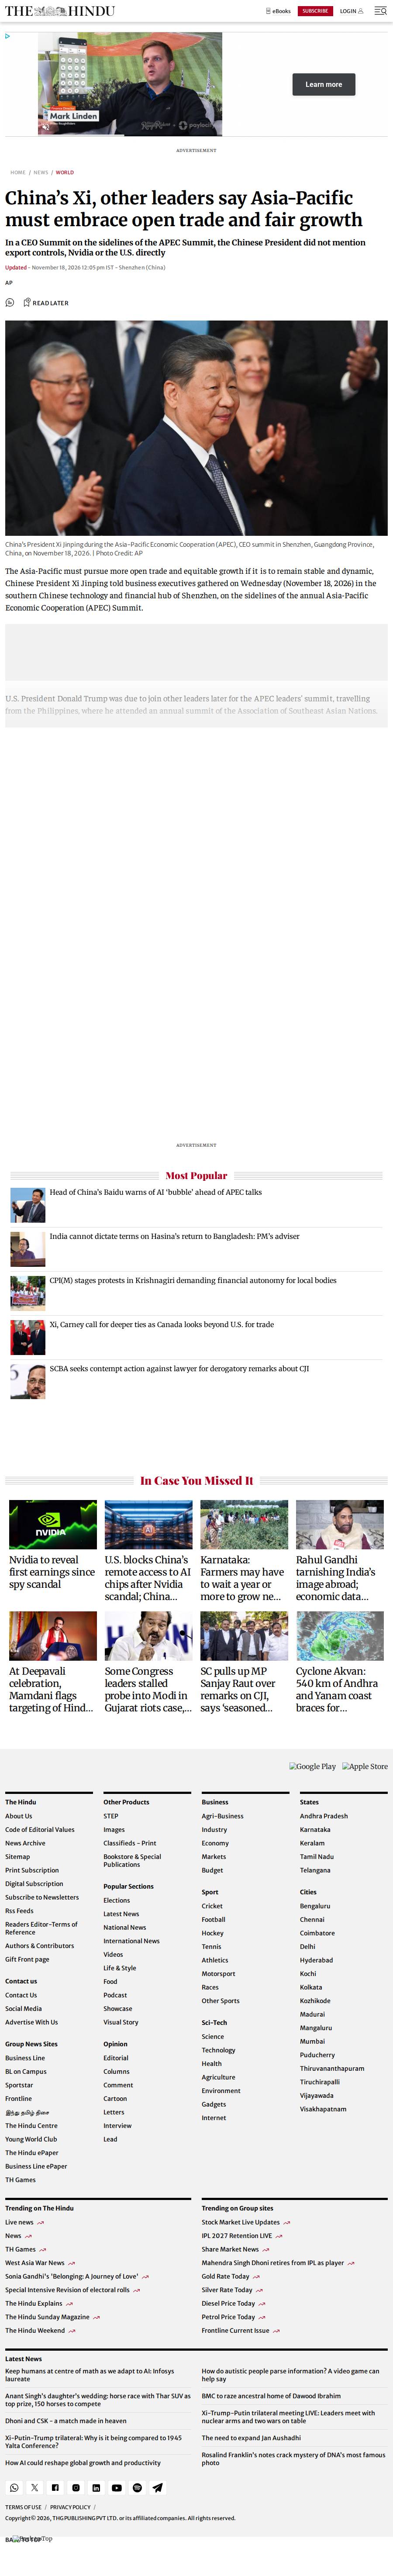 THE HINDU
eBooks
SUBSCRIBE
LOGIN
Mark Linden
paylocity
Learn more
ADVERTISEMENT
HOME / NEWS / WORLD
China’s Xi, other leaders say Asia-Pacific
must embrace open trade and fair growth
In a CEO Summit on the sidelines of the APEC Summit, the Chinese President did not mention
export controls, Nvidia or the U.S. directly
Updated - November 18, 2026 12:05 pm IST - Shenzhen (China)
AP
READ LATER
China's President Xi Jinping during the Asia-Pacific Economic Cooperation (APEC), CEO summit in Shenzhen, Guangdong Province,
China, on November 18, 2026. | Photo Credit: AP
The Asia-Pacific must pursue more open trade and equitable growth if it is to remain stable and dynamic,
Chinese President Xi Jinping told business executives gathered on Wednesday (November 18, 2026) in the
southern Chinese technology and financial hub of Shenzhen, on the sidelines of the annual Asia-Pacific
Economic Cooperation (APEC) Summit.
U.S. President Donald Trump was due to join other leaders later for the APEC leaders' summit, travelling
from the Philippines, where he attended an annual summit of the Association of Southeast Asian Nations.
ADVERTISEMENT
Most Popular
Head of China’s Baidu warns of AI ‘bubble’ ahead of APEC talks
India cannot dictate terms on Hasina’s return to Bangladesh: PM’s adviser
CPI(M) stages protests in Krishnagiri demanding financial autonomy for local bodies
Xi, Carney call for deeper ties as Canada looks beyond U.S. for trade
SCBA seeks contempt action against lawyer for derogatory remarks about CJI
In Case You Missed It
NVIDIA
Nvidia to reveal
first earnings since
spy scandal
U.S. blocks China’s
remote access to AI
chips after Nvidia
scandal; China…
Karnataka:
Farmers may have
to wait a year or
more to grow ne…
Rahul Gandhi
tarnishing India’s
image abroad;
economic data…
At Deepavali
celebration,
Mamdani flags
targeting of Hind…
Some Congress
leaders stalled
probe into Modi in
Gujarat riots case,…
SC pulls up MP
Sanjay Raut over
remarks on CJI,
says ‘seasoned…
Cyclone Akvan:
540 km of Andhra
and Yanam coast
braces for…
Google Play
Apple Store
The Hindu
About Us
Code of Editorial Values
News Archive
Sitemap
Print Subscription
Digital Subscription
Subscribe to Newsletters
Rss Feeds
Readers Editor-Terms of
Reference
Authors & Contributors
Gift Front page
Contact us
Contact Us
Social Media
Advertise With Us
Group News Sites
Business Line
BL on Campus
Sportstar
Frontline
இந்து தமிழ் திசை
The Hindu Centre
Young World Club
The Hindu ePaper
Business Line ePaper
TH Games
Other Products
STEP
Images
Classifieds - Print
Bookstore & Special
Publications
Popular Sections
Elections
Latest News
National News
International News
Videos
Life & Style
Food
Podcast
Showcase
Visual Story
Opinion
Editorial
Columns
Comment
Cartoon
Letters
Interview
Lead
Business
Agri-Business
Industry
Economy
Markets
Budget
Sport
Cricket
Football
Hockey
Tennis
Athletics
Motorsport
Races
Other Sports
Sci-Tech
Science
Technology
Health
Agriculture
Environment
Gadgets
Internet
States
Andhra Pradesh
Karnataka
Keralam
Tamil Nadu
Telangana
Cities
Bengaluru
Chennai
Coimbatore
Delhi
Hyderabad
Kochi
Kolkata
Kozhikode
Madurai
Mangaluru
Mumbai
Puducherry
Thiruvananthapuram
Tiruchirapalli
Vijayawada
Visakhapatnam
Trending on The Hindu
Live news
News
TH Games
West Asia War News
Sonia Gandhi's 'Belonging: A Journey of Love'
Special Intensive Revision of electoral rolls
The Hindu Explains
The Hindu Sunday Magazine
The Hindu Weekend
Trending on Group sites
Stock Market Live Updates
IPL 2027 Retention LIVE
Share Market News
Mahendra Singh Dhoni retires from IPL as player
Gold Rate Today
Silver Rate Today
Diesel Price Today
Petrol Price Today
Frontline Current Issue
Latest News
Keep humans at centre of math as we adapt to AI: Infosys
laureate
How do autistic people parse information? A video game can
help say
Anant Singh’s daughter’s wedding: horse race with Thar SUV as
top prize, 150 horses to compete
BMC to raze ancestral home of Dawood Ibrahim
Dhoni and CSK - a match made in heaven
Xi-Trump-Putin trilateral meeting LIVE: Leaders meet with
nuclear arms and two wars on table
Xi-Putin-Trump trilateral: Why is it being compared to 1945
Yalta Conference?
The need to expand Jan Aushadhi
How AI could reshape global growth and productivity
Rosalind Franklin’s notes crack mystery of DNA’s most famous
photo
TERMS OF USE / PRIVACY POLICY /
Copyright© 2026, THG PUBLISHING PVT LTD. or its affiliated companies. All rights reserved.
BACK TO TOP
Back to Top